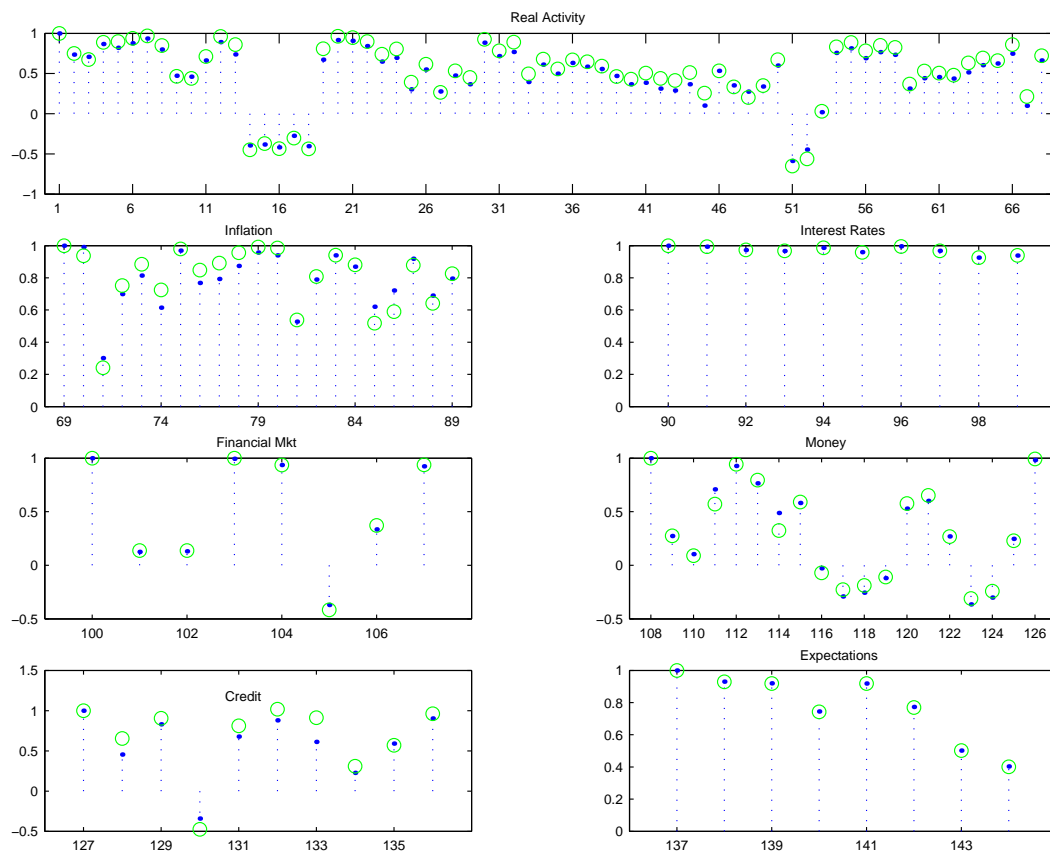 Real Activity
1
0.5
0
−0.5
−1
1 6 11 16 21 26 31 36 41 46 51 56 61 66
Inflation
1
0.8
0.6
0.4
0.2
0
69 74 79 84 89
Interest Rates
1
0.8
0.6
0.4
0.2
0
90 92 94 96 98
Financial Mkt
1
0.5
0
−0.5
100 102 104 106
Money
1
0.5
0
−0.5
108 110 112 114 116 118 120 122 124 126
Credit
1.5
1
0.5
0
−0.5
127 129 131 133 135
Expectations
1
0.8
0.6
0.4
0.2
0
137 139 141 143